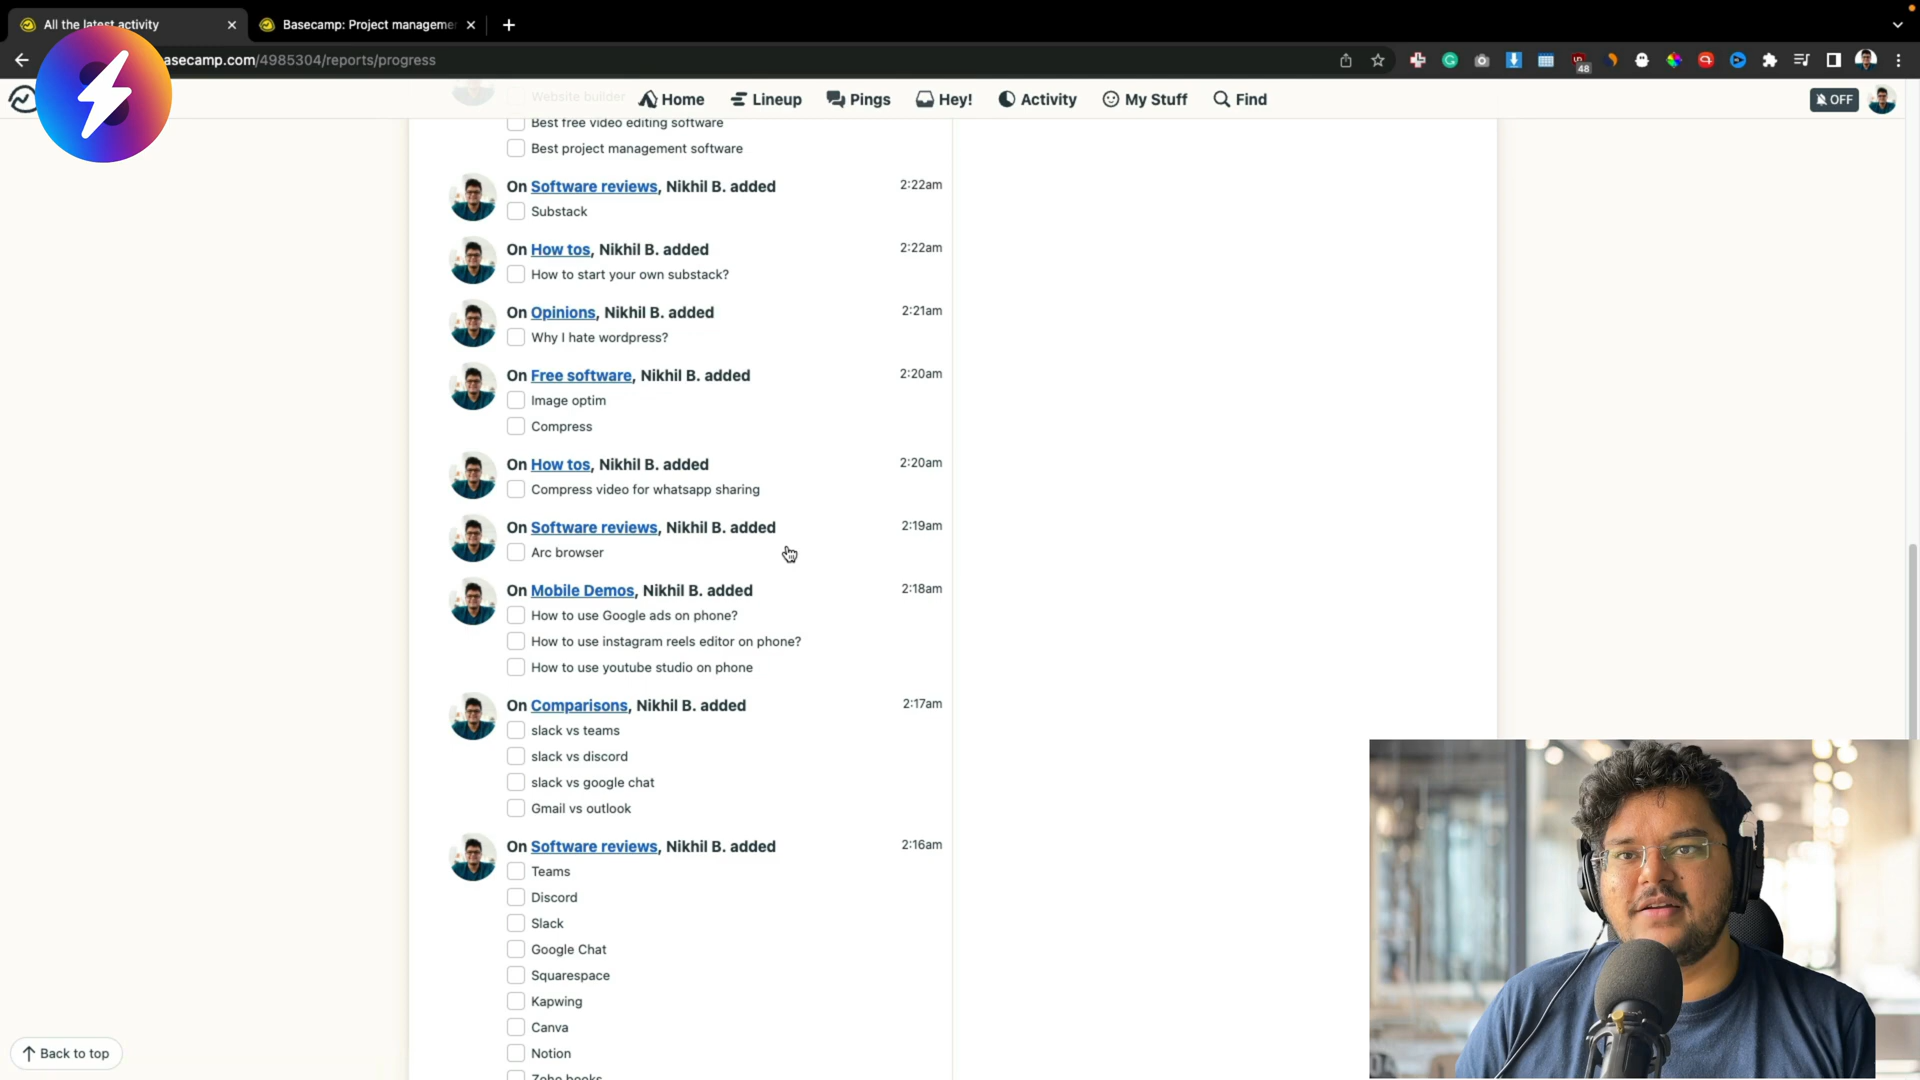 All the latest activity
Basecamp: Project manageme
asecamp.com/4985304/reports/progress
48
Home
Lineup
Pings
Hey!
Activity
My Stuff
Find
OFF
Website builder
Best free video editing software
Best project management software
On Software reviews, Nikhil B. added 2:22am
Substack
On How tos, Nikhil B. added 2:22am
How to start your own substack?
On Opinions, Nikhil B. added 2:21am
Why I hate wordpress?
On Free software, Nikhil B. added 2:20am
Image optim
Compress
On How tos, Nikhil B. added 2:20am
Compress video for whatsapp sharing
On Software reviews, Nikhil B. added 2:19am
Arc browser
On Mobile Demos, Nikhil B. added 2:18am
How to use Google ads on phone?
How to use instagram reels editor on phone?
How to use youtube studio on phone
On Comparisons, Nikhil B. added 2:17am
slack vs teams
slack vs discord
slack vs google chat
Gmail vs outlook
On Software reviews, Nikhil B. added 2:16am
Teams
Discord
Slack
Google Chat
Squarespace
Kapwing
Canva
Notion
Zoho books
Back to top